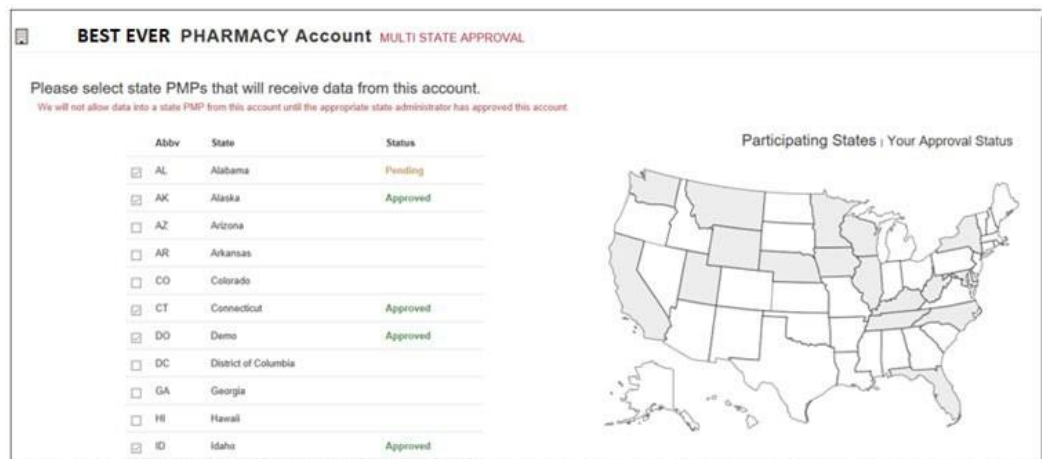 BEST EVER PHARMACY Account MULTI STATE APPROVAL
Please select state PMPs that will receive data from this account.
We will not allow data into a state PMP from this account until the appropriate state administrator has approved this account.
Participating States | Your Approval Status
Abbv State Status
AL Alabama Pending
AK Alaska Approved
AZ Arizona
AR Arkansas
CO Colorado
CT Connecticut Approved
DO Demo Approved
DC District of Columbia
GA Georgia
HI Hawaii
ID Idaho Approved